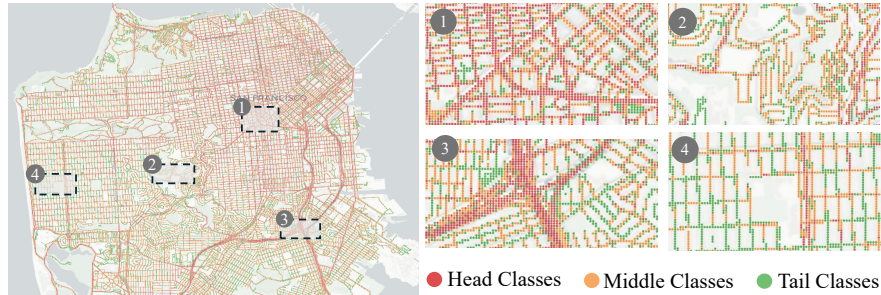 SAN FRANCISCO
1
2
3
4
1
2
3
4
Head Classes
Middle Classes
Tail Classes